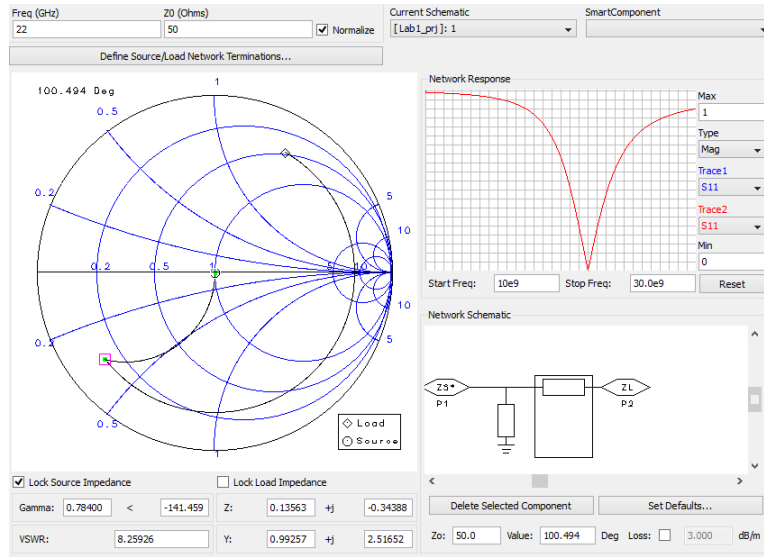 Freq (GHz)
Z0 (Ohms)
22
50
Normalize
Define Source/Load Network Terminations...
Current Schematic
SmartComponent
[Lab1_prj]: 1
100.494 Deg
1
0.5
0.2
5
10
0.2
0.5
1
5
10
10
5
0.2
0.5
1
Load
Source
Lock Source Impedance
Lock Load Impedance
Gamma: 0.78400 < -141.459
Z: 0.13563 +j -0.34388
VSWR: 8.25926
Y: 0.99257 +j 2.51652
Network Response
Max
1
Type
Mag
Trace1
S11
Trace2
S11
Min
0
Start Freq: 10e9 Stop Freq: 30.0e9 Reset
Network Schematic
ZS*
P1
ZL
P2
Delete Selected Component
Set Defaults...
Zo: 50.0 Value: 100.494 Deg Loss: 3.000 dB/m